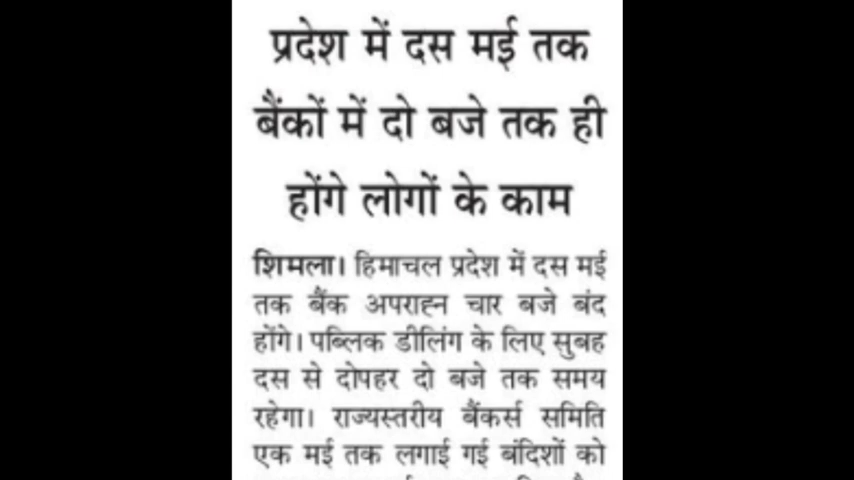 प्रदेश में दस मई तक
बैंकों में दो बजे तक ही
होंगे लोगों के काम
शिमला। हिमाचल प्रदेश में दस मई
तक बैंक अपराह्न चार बजे बंद
होंगे। पब्लिक डीलिंग के लिए सुबह
दस से दोपहर दो बजे तक समय
रहेगा। राज्यस्तरीय बैंकर्स समिति
एक मई तक लगाई गई बंदिशों को